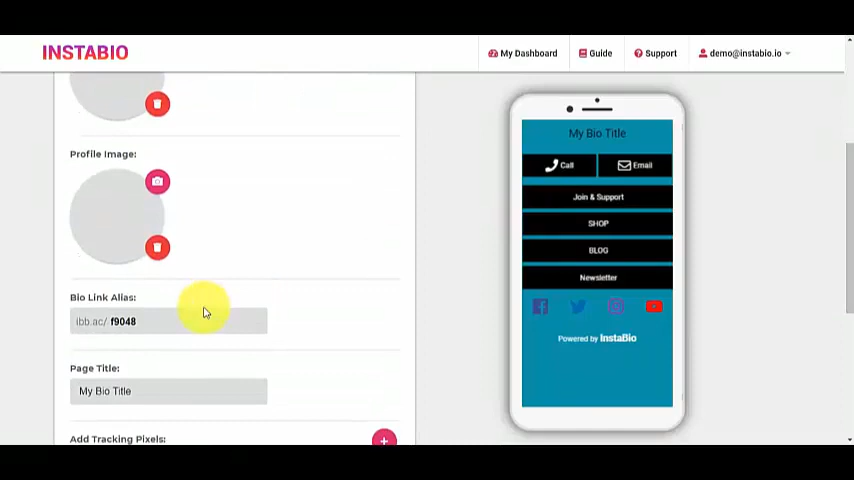 INSTABIO
My Dashboard
Guide
Support
demo@instabio.io
Profile Image:
Bio Link Alias:
ibb.ac/ f9048
Page Title:
My Bio Title
Add Tracking Pixels:
My Bio Title
Call
Email
Join & Support
SHOP
BLOG
Newsletter
Powered by InstaBio